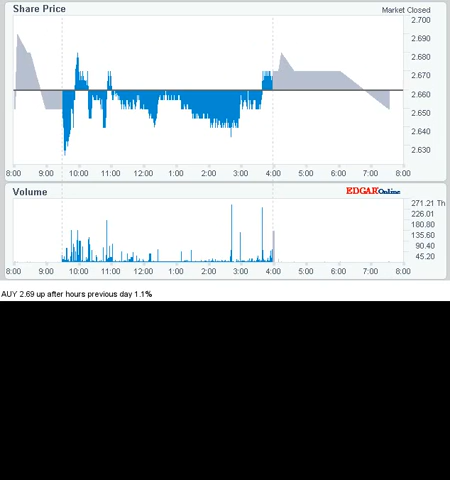 Share Price
Market Closed
2.700
2.690
2.680
2.670
2.660
2.650
2.640
2.630
8:00 9:00 10:00 11:00 12:00 1:00 2:00 3:00 4:00 5:00 6:00 7:00 8:00
Volume
EDGAR Online
271.21 Th
226.01
180.80
135.60
90.40
45.20
8:00 9:00 10:00 11:00 12:00 1:00 2:00 3:00 4:00 5:00 6:00 7:00 8:00
AUY 2.69 up after hours previous day 1.1%